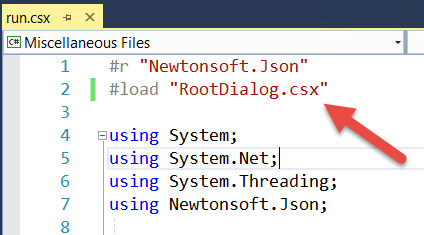 run.csx
Miscellaneous Files
1 #r "Newtonsoft.Json"
2 #load "RootDialog.csx"
3
4 using System;
5 using System.Net;
6 using System.Threading;
7 using Newtonsoft.Json;
8